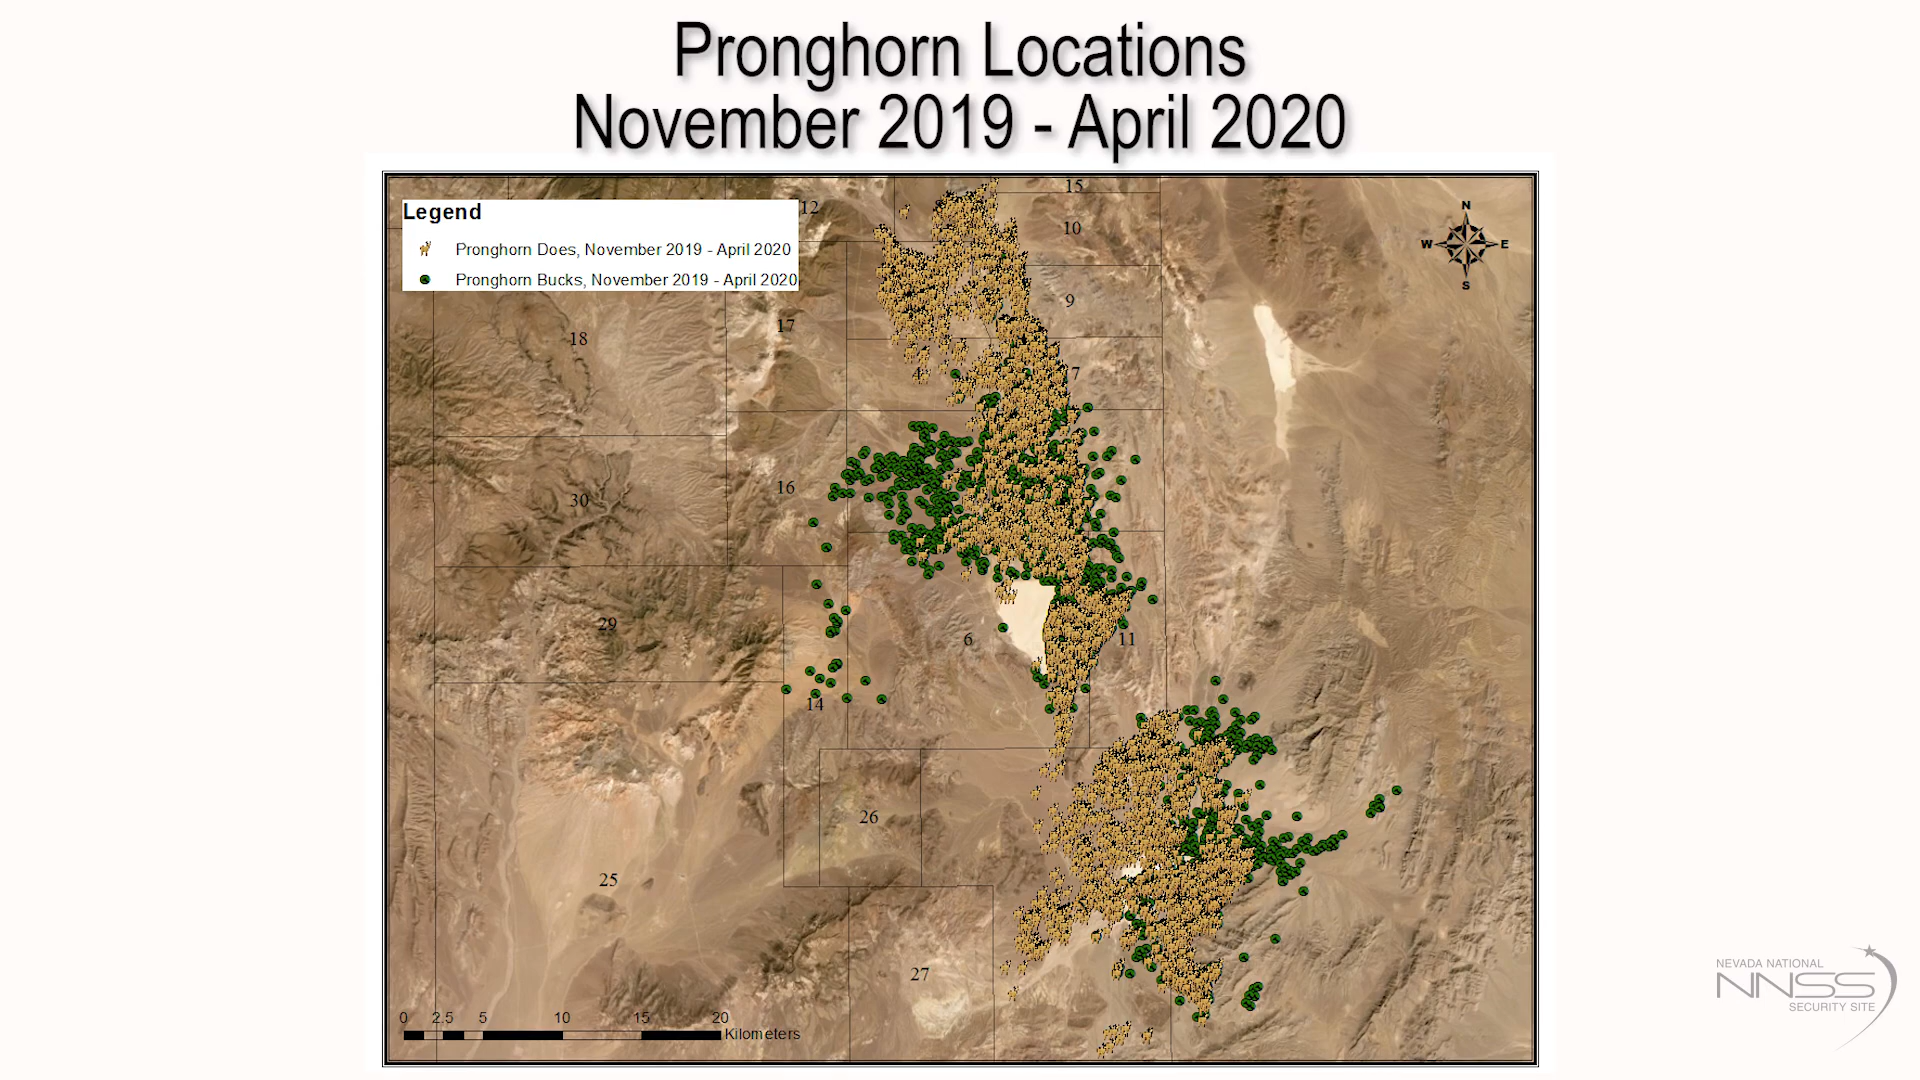 Pronghorn Locations
November 2019 - April 2020
Legend
Pronghorn Does, November 2019 - April 2020
Pronghorn Bucks, November 2019 - April 2020
12
15
10
N
W E
S
9
17
18
4
7
16
30
29
6
11
14
26
25
27
0 2.5 5 10 15 20
Kilometers
NEVADA NATIONAL
NNSS
SECURITY SITE